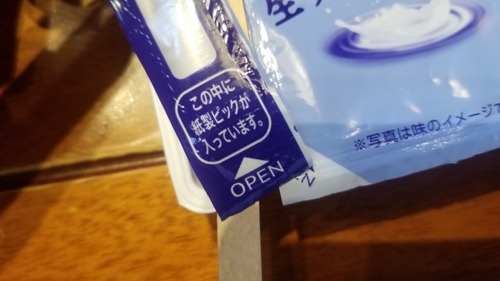 この中に
紙製ピックが
入っています。
OPEN
生
※写真は味のイメージで